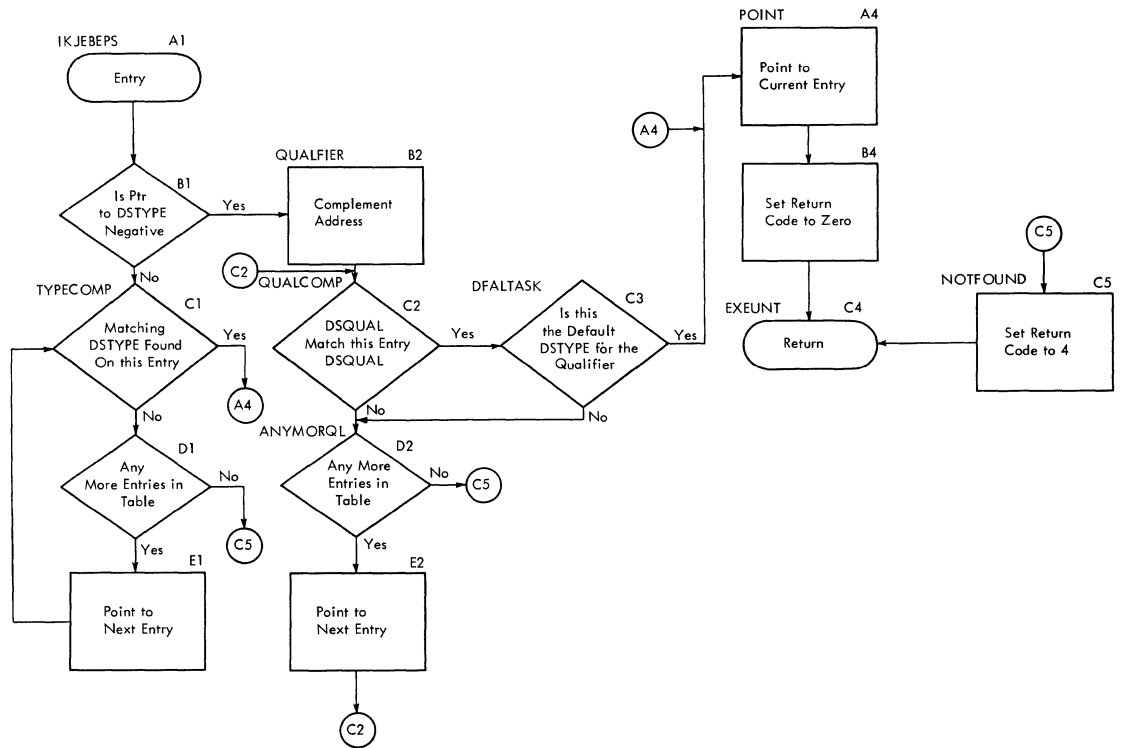 IKJEBEPS A1
Entry
B1
Is Ptr
to DSTYPE
Negative
Yes
No
TYPECOMP
C1
Matching
DSTYPE Found
On this Entry
Yes
A4
No
D1
Any
More Entries in
Table
No
C5
Yes
E1
Point to
Next Entry
QUALFIER B2
Complement
Address
C2
QUALCOMP
C2
DSQUAL
Match this Entry
DSQUAL
Yes
No
DFALTASK
C3
Is this
the Default
DSTYPE for the
Qualifier
Yes
No
ANYMORQL
D2
Any More
Entries in
Table
No
C5
Yes
E2
Point to
Next Entry
C2
POINT A4
Point to
Current Entry
A4
B4
Set Return
Code to Zero
EXEUNT C4
Return
C5
NOTFOUND C5
Set Return
Code to 4